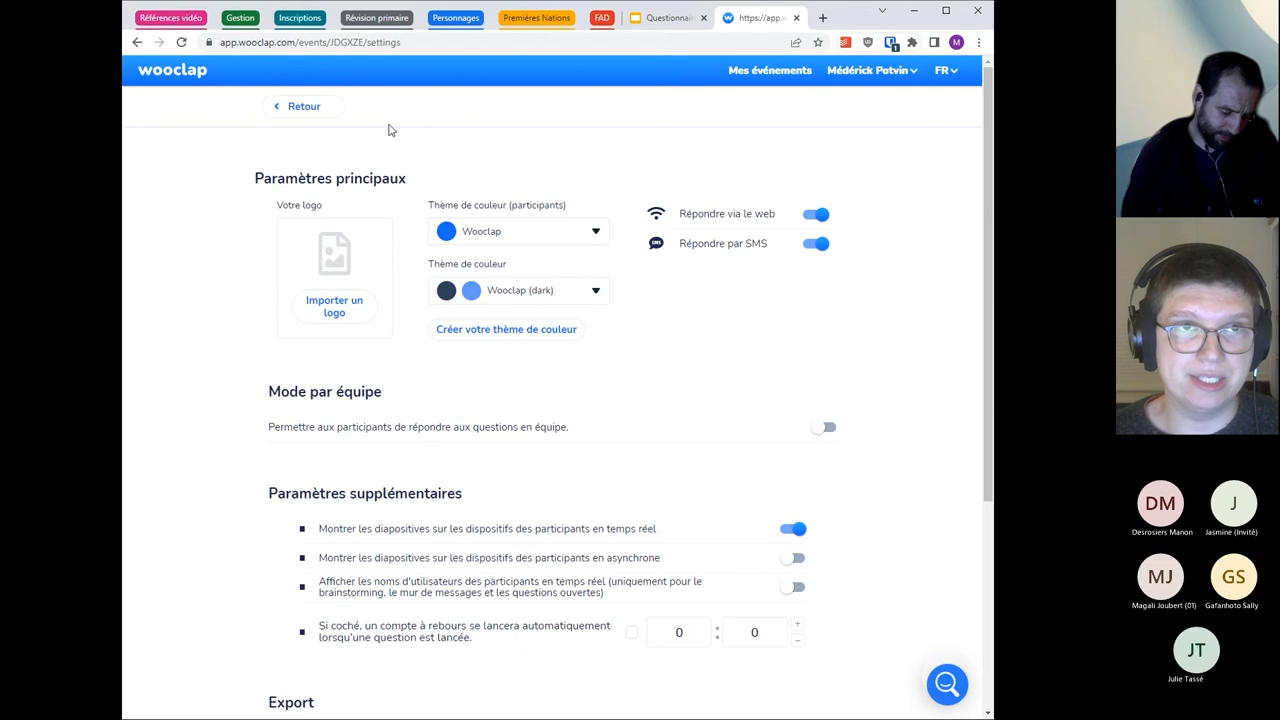 Références vidéo
Gestion
Inscriptions
Révision primaire
Personnages
Premières Nations
FAD
Questionnai
https://app.w
app.wooclap.com/events/JDGXZE/settings
M
wooclap
Mes événements
Médérick Potvin
FR
Retour
Paramètres principaux
Votre logo
Importer un
logo
Thème de couleur (participants)
Wooclap
Thème de couleur
Wooclap (dark)
Créer votre thème de couleur
Répondre via le web
SMS
Répondre par SMS
Mode par équipe
Permettre aux participants de répondre aux questions en équipe.
Paramètres supplémentaires
Montrer les diapositives sur les dispositifs des participants en temps réel
Montrer les diapositives sur les dispositifs des participants en asynchrone
Afficher les noms d'utilisateurs des participants en temps réel (uniquement pour le
brainstorming, le mur de messages et les questions ouvertes)
Si coché, un compte à rebours se lancera automatiquement
lorsqu'une question est lancée.
0 : 0
+
−
Export
DM
Desrosiers Manon
J
Jasmine (Invité)
MJ
Magali Joubert (01)
GS
Gafanhoto Sally
JT
Julie Tassé